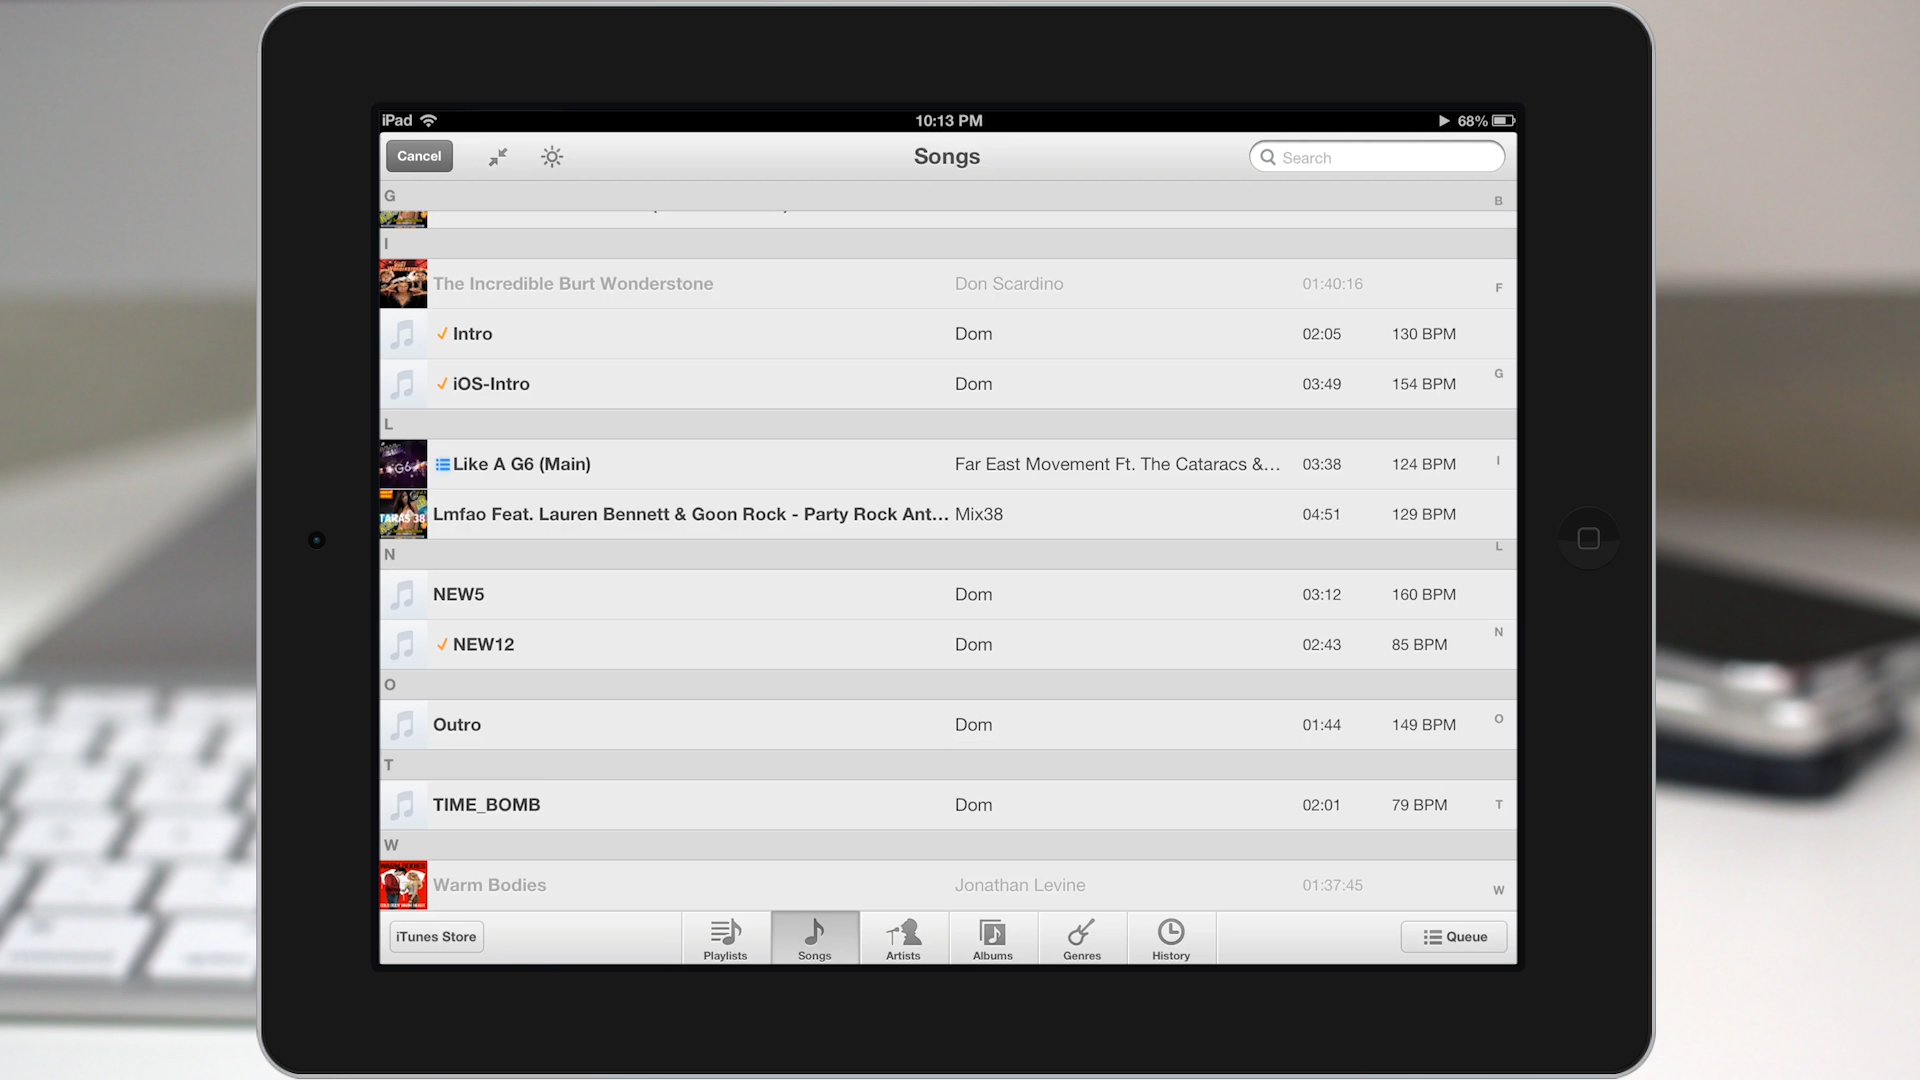 iPad 10:13 PM 68%
Cancel Songs Search
G B
I
The Incredible Burt Wonderstone Don Scardino 01:40:16 F
Intro Dom 02:05 130 BPM
iOS-Intro Dom 03:49 154 BPM G
L
Like A G6 (Main) Far East Movement Ft. The Cataracs &... 03:38 124 BPM I
Lmfao Feat. Lauren Bennett & Goon Rock - Party Rock Ant... Mix38 04:51 129 BPM
N L
NEW5 Dom 03:12 160 BPM
NEW12 Dom 02:43 85 BPM N
O
Outro Dom 01:44 149 BPM O
T
TIME_BOMB Dom 02:01 79 BPM T
W
WARM BODIES
Warm Bodies Jonathan Levine 01:37:45 W
iTunes Store Playlists Songs Artists Albums Genres History Queue